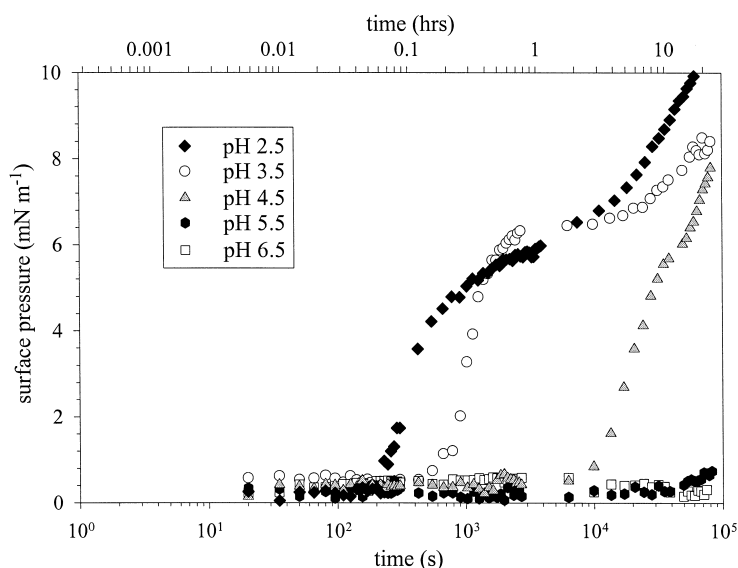 time (hrs)
0.001 0.01 0.1 1 10
10
8
6
4
2
0
surface pressure (mN m⁻¹)
pH 2.5
pH 3.5
pH 4.5
pH 5.5
pH 6.5
10⁰ 10¹ 10² 10³ 10⁴ 10⁵
time (s)